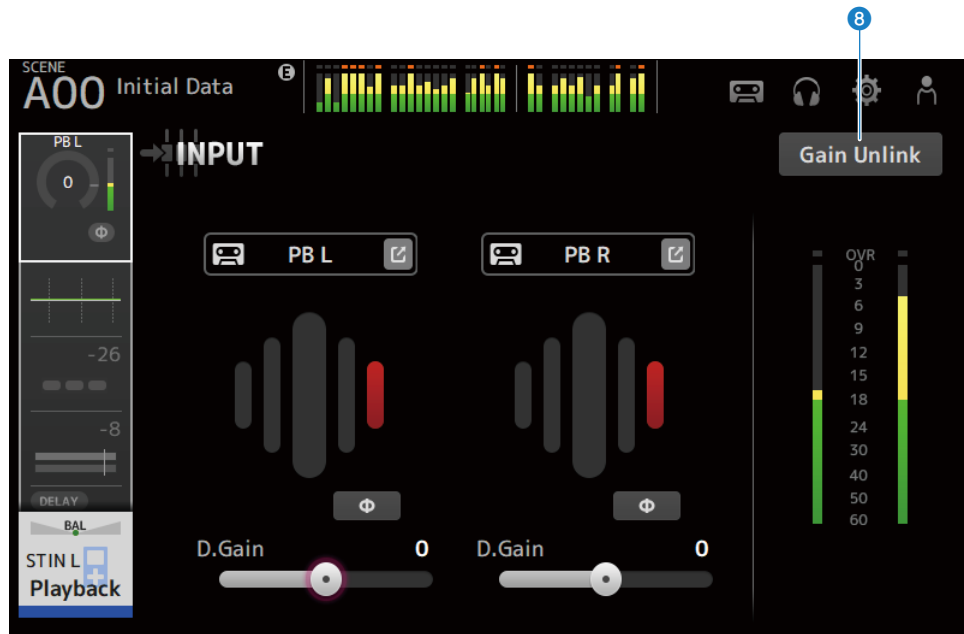 8
SCENE
A00 Initial Data
E
PB L
0
Φ
-26
-8
DELAY
BAL
STIN L
Playback
INPUT
Gain Unlink
PB L
PB R
Φ
Φ
D.Gain 0
D.Gain 0
OVR
0
3
6
9
12
15
18
24
30
40
50
60